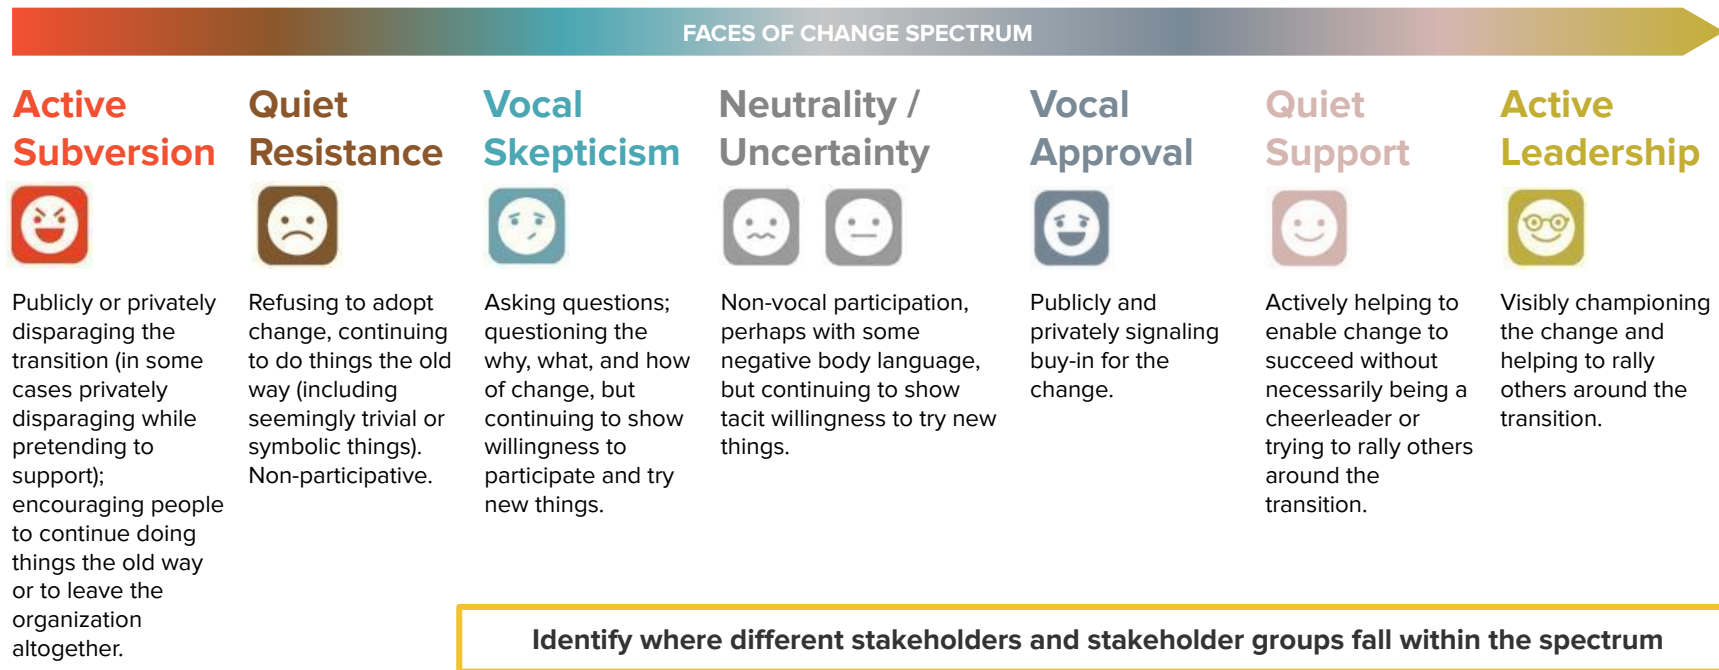 FACES OF CHANGE SPECTRUM
Active
Subversion
Publicly or privately
disparaging the
transition (in some
cases privately
disparaging while
pretending to
support);
encouraging people
to continue doing
things the old way
or to leave the
organization
altogether.
Quiet
Resistance
Refusing to adopt
change, continuing
to do things the old
way (including
seemingly trivial or
symbolic things).
Non-participative.
Vocal
Skepticism
Asking questions;
questioning the
why, what, and how
of change, but
continuing to show
willingness to
participate and try
new things.
Neutrality /
Uncertainty
Non-vocal participation,
perhaps with some
negative body language,
but continuing to show
tacit willingness to try new
things.
Vocal
Approval
Publicly and
privately signaling
buy-in for the
change.
Quiet
Support
Actively helping to
enable change to
succeed without
necessarily being a
cheerleader or
trying to rally others
around the
transition.
Active
Leadership
Visibly championing
the change and
helping to rally
others around the
transition.
Identify where different stakeholders and stakeholder groups fall within the spectrum